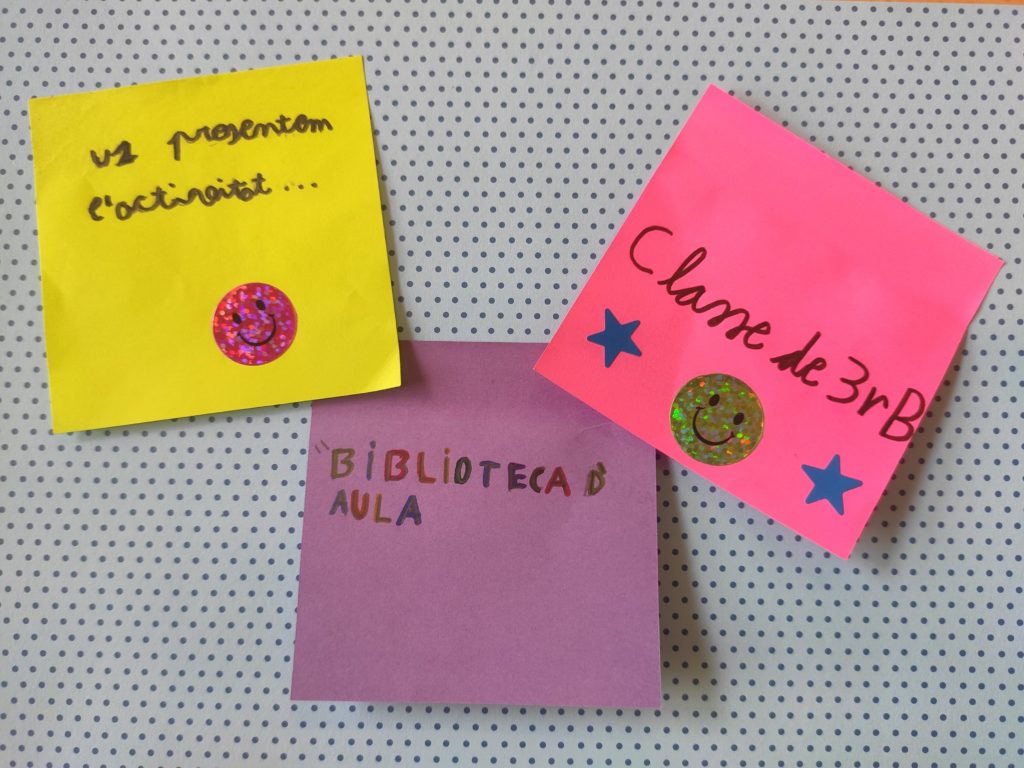 us presentem
l'activitat...
Classe de 3r B
"BIBLIOTECA D'
AULA